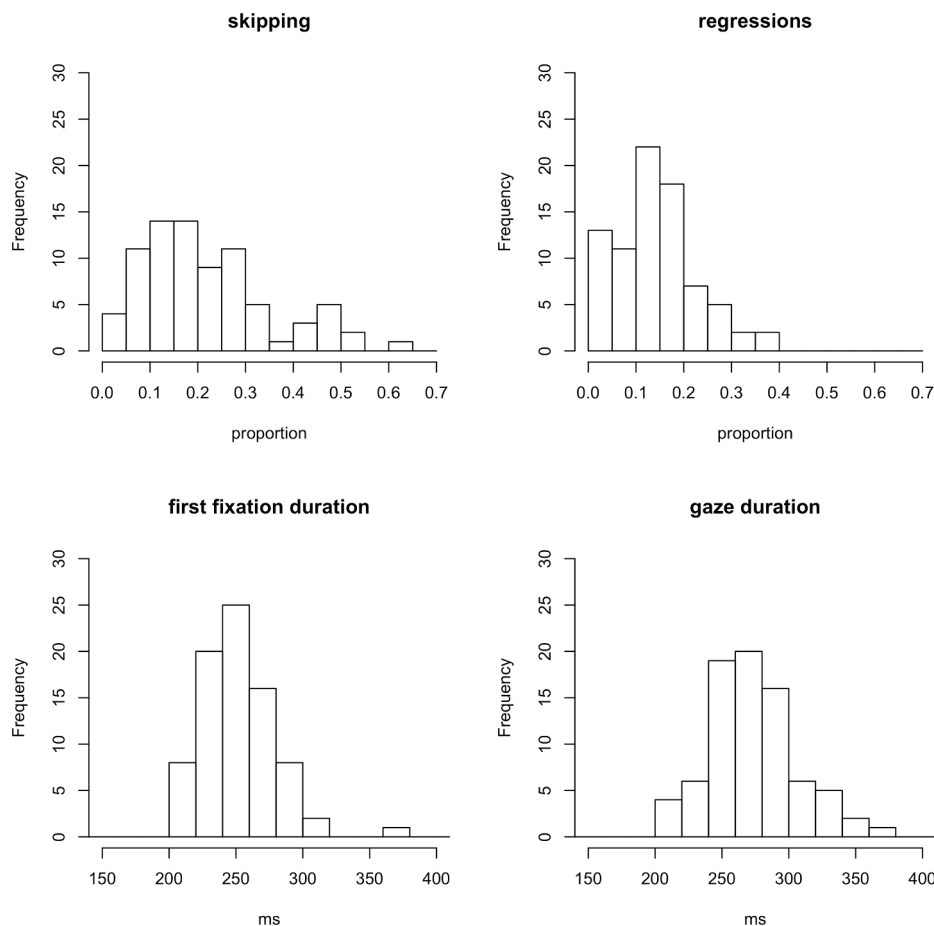 skipping
Frequency
0 5 10 15 20 25 30
0.0 0.1 0.2 0.3 0.4 0.5 0.6 0.7
proportion
regressions
Frequency
0 5 10 15 20 25 30
0.0 0.1 0.2 0.3 0.4 0.5 0.6 0.7
proportion
first fixation duration
Frequency
0 5 10 15 20 25 30
150 200 250 300 350 400
ms
gaze duration
Frequency
0 5 10 15 20 25 30
150 200 250 300 350 400
ms